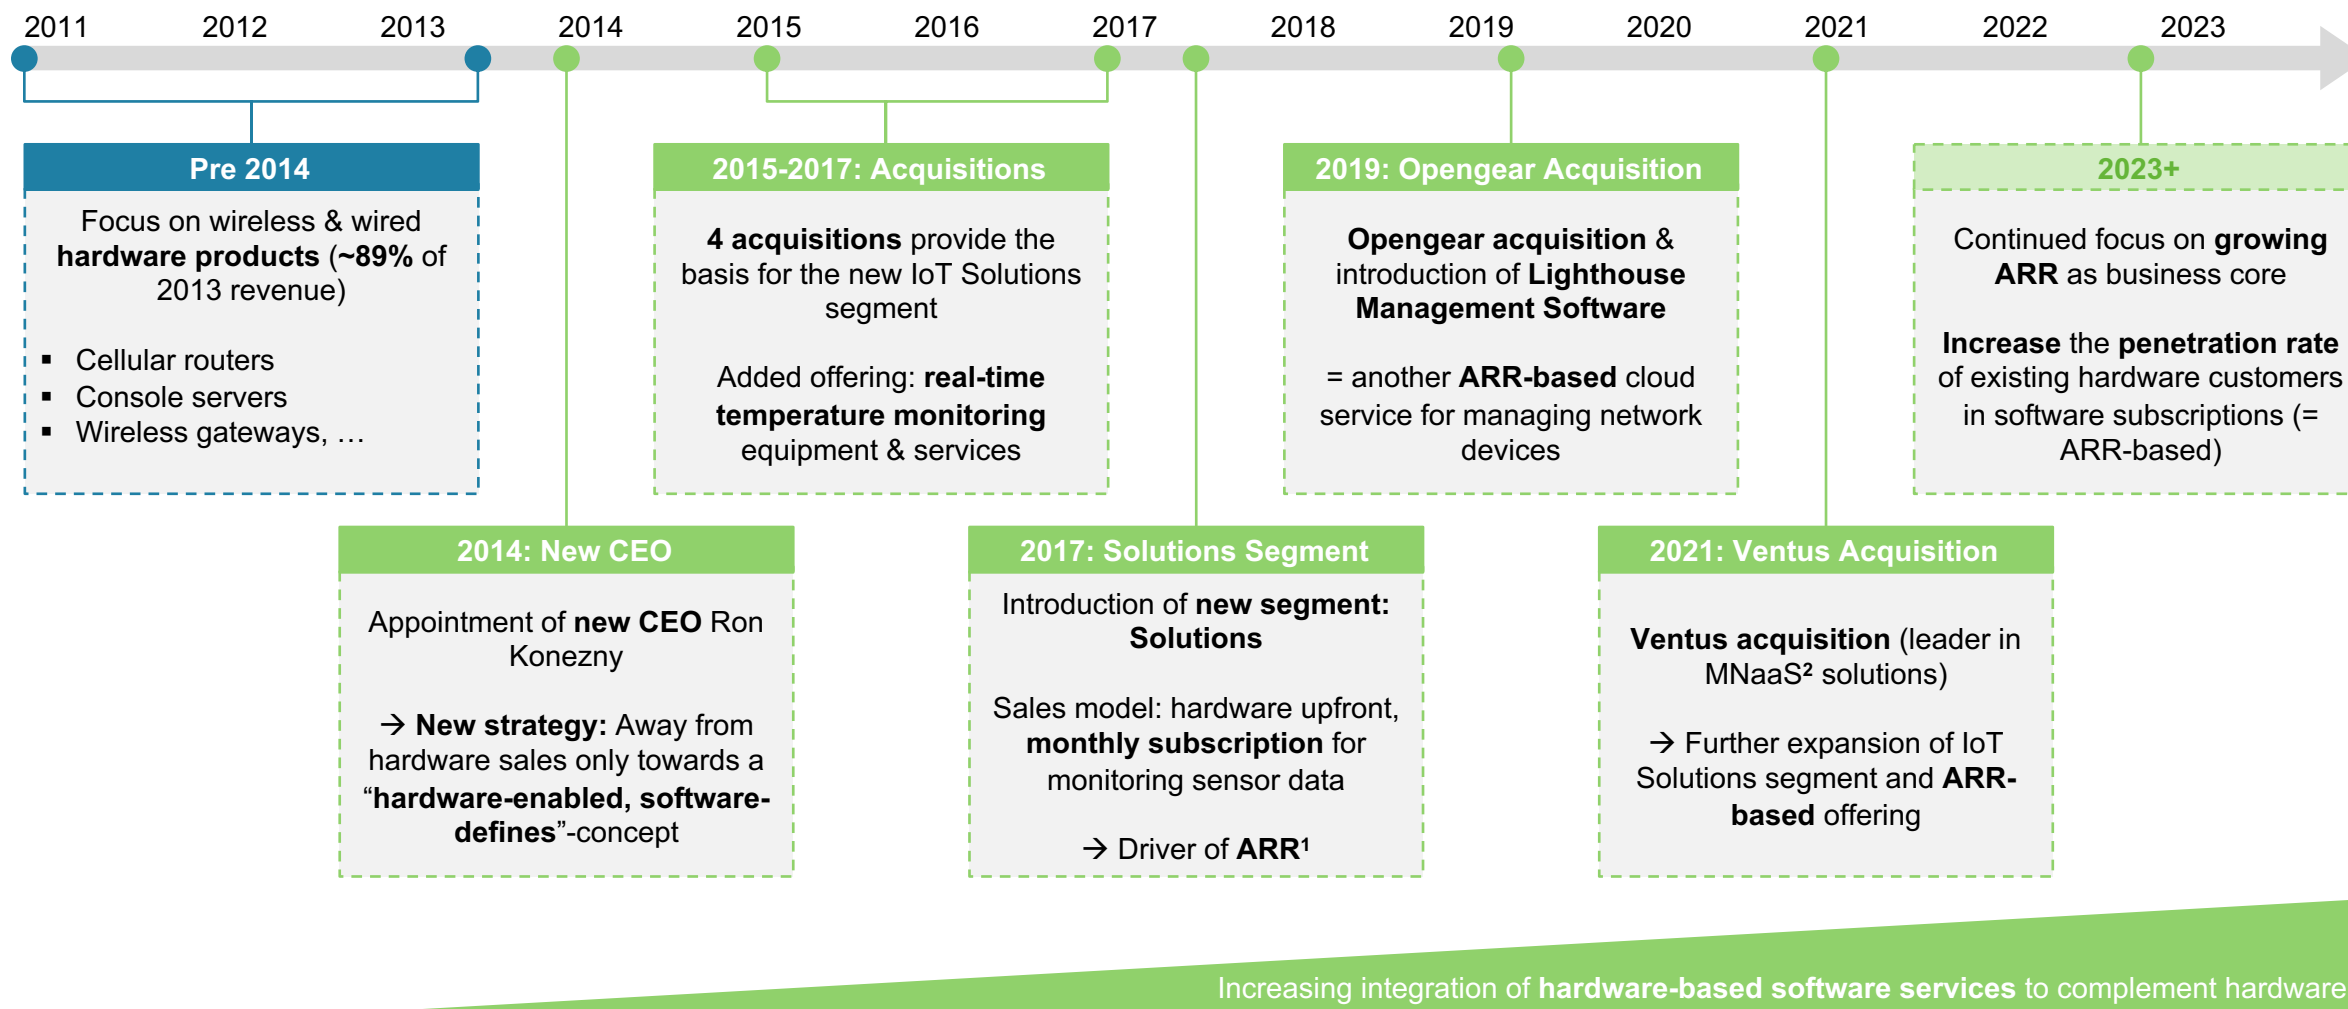 2011 2012 2013 2014 2015 2016 2017 2018 2019 2020 2021 2022 2023
Pre 2014
Focus on wireless & wired
hardware products (~89% of
2013 revenue)
▪ Cellular routers
▪ Console servers
▪ Wireless gateways, …
2015-2017: Acquisitions
4 acquisitions provide the
basis for the new IoT Solutions
segment
Added offering: real-time
temperature monitoring
equipment & services
2019: Opengear Acquisition
Opengear acquisition &
introduction of Lighthouse
Management Software
= another ARR-based cloud
service for managing network
devices
2023+
Continued focus on growing
ARR as business core
Increase the penetration rate
of existing hardware customers
in software subscriptions (=
ARR-based)
2014: New CEO
Appointment of new CEO Ron
Konezny
→ New strategy: Away from
hardware sales only towards a
“hardware-enabled, software-
defines”-concept
2017: Solutions Segment
Introduction of new segment:
Solutions
Sales model: hardware upfront,
monthly subscription for
monitoring sensor data
→ Driver of ARR¹
2021: Ventus Acquisition
Ventus acquisition (leader in
MNaaS² solutions)
→ Further expansion of IoT
Solutions segment and ARR-
based offering
Increasing integration of hardware-based software services to complement hardware